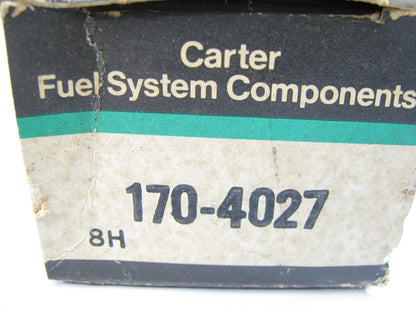 Carter
Fuel System Components
170-4027
8H